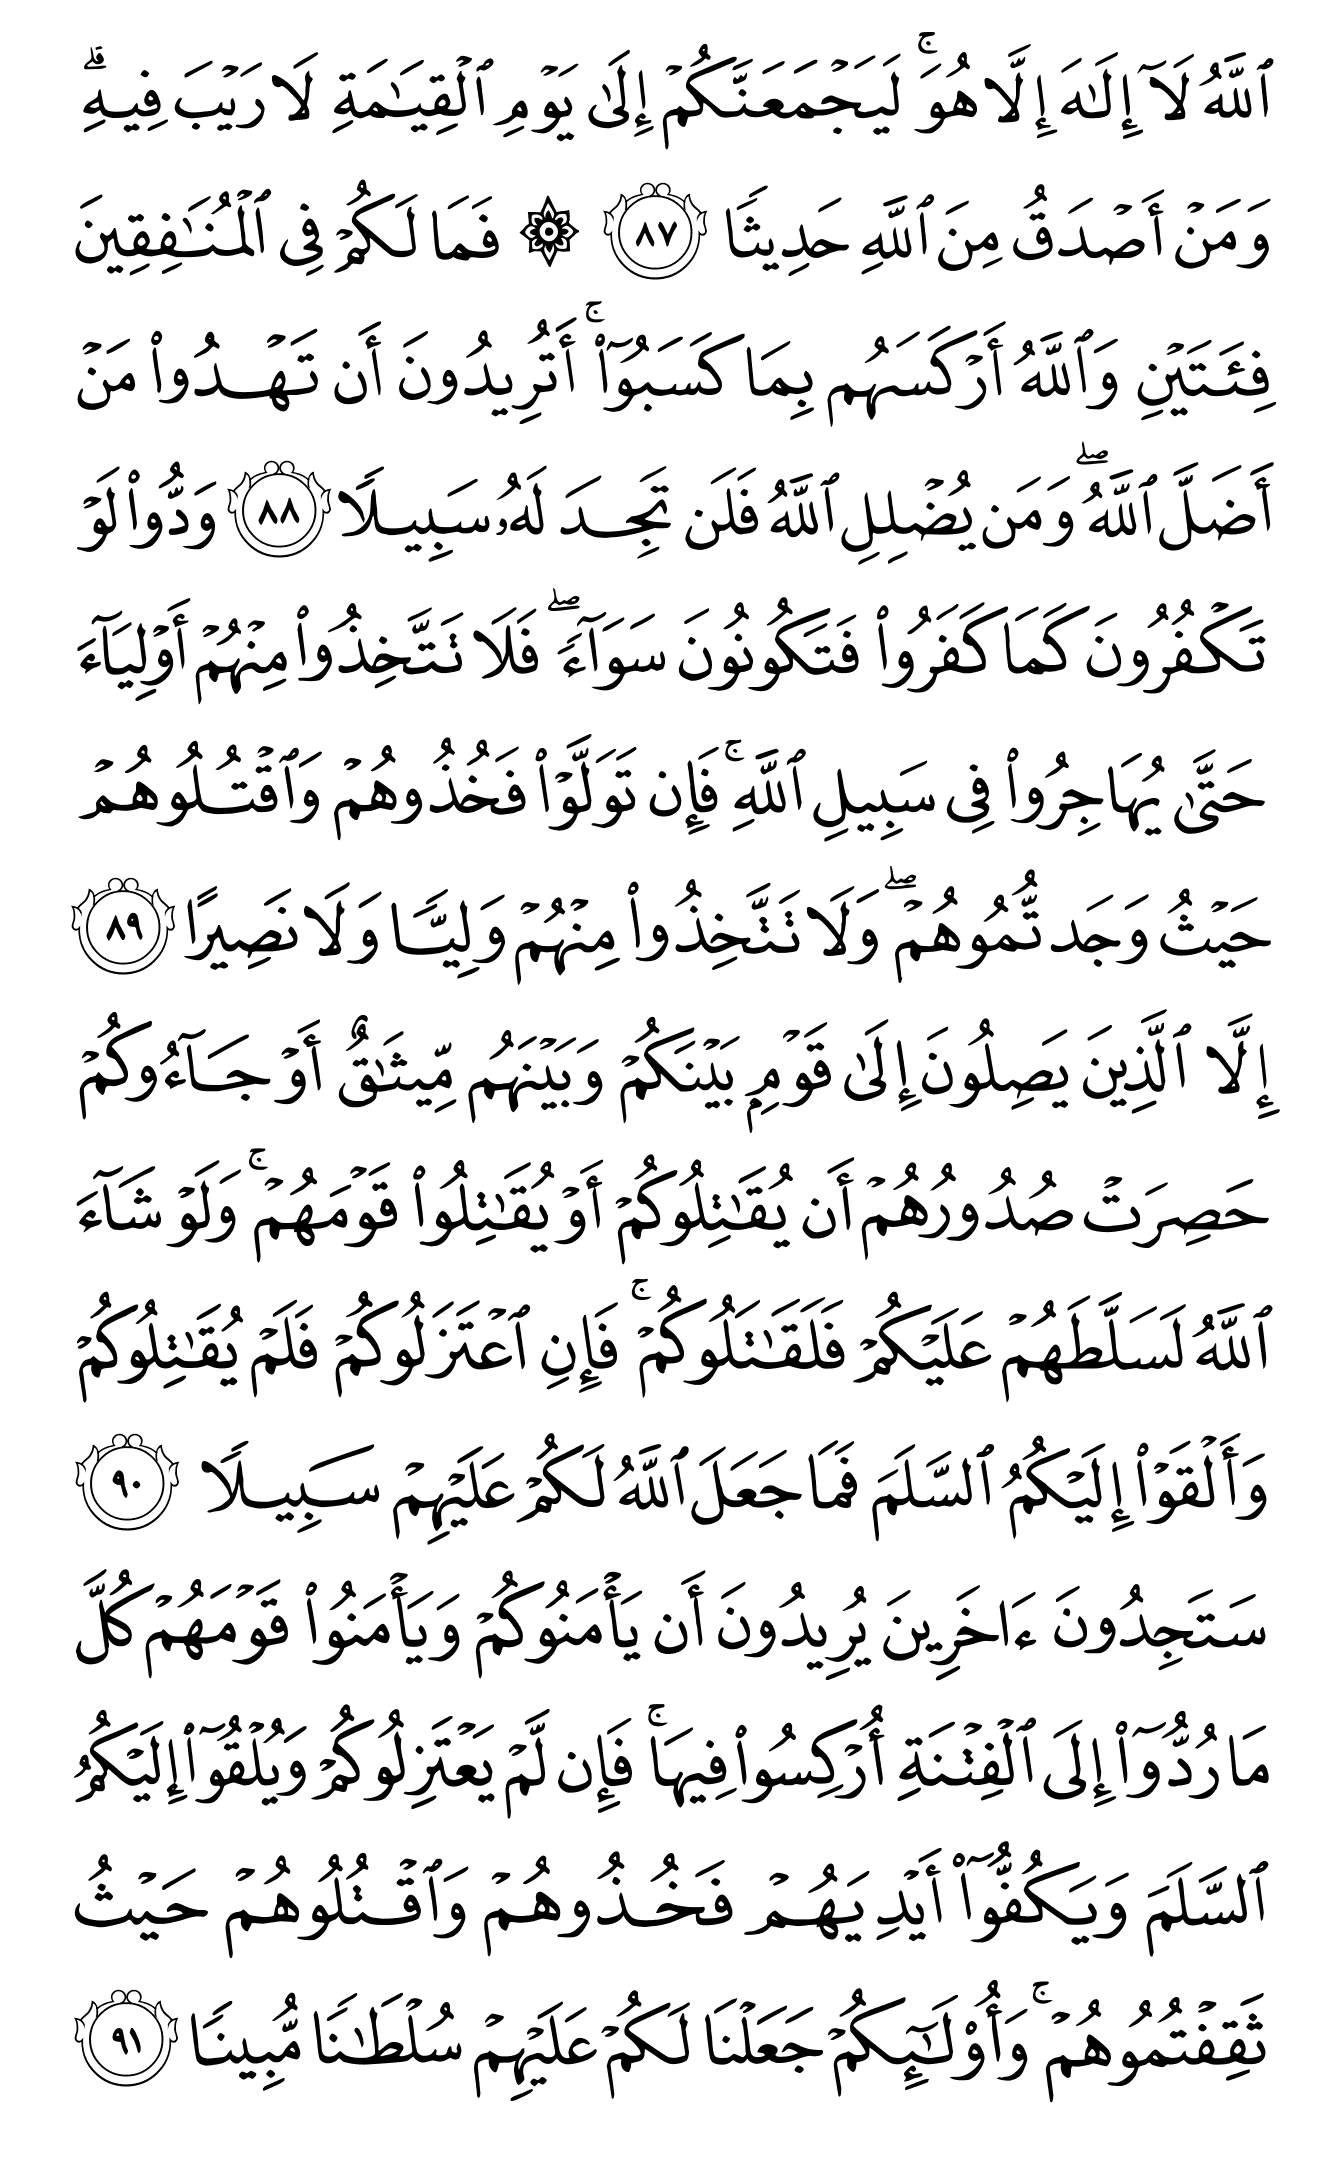 ٱللَّهُ لَآ إِلَٰهَ إِلَّا هُوَۚ لَيَجۡمَعَنَّكُمۡ إِلَىٰ يَوۡمِ ٱلۡقِيَٰمَةِ لَا رَيۡبَ فِيهِۗ
وَمَنۡ أَصۡدَقُ مِنَ ٱللَّهِ حَدِيثٗا ٨٧ ۞ فَمَا لَكُمۡ فِي ٱلۡمُنَٰفِقِينَ
فِئَتَيۡنِ وَٱللَّهُ أَرۡكَسَهُم بِمَا كَسَبُوٓاْۚ أَتُرِيدُونَ أَن تَهۡدُواْ مَنۡ
أَضَلَّ ٱللَّهُۖ وَمَن يُضۡلِلِ ٱللَّهُ فَلَن تَجِدَ لَهُۥ سَبِيلٗا ٨٨ وَدُّواْ لَوۡ
تَكۡفُرُونَ كَمَا كَفَرُواْ فَتَكُونُونَ سَوَآءٗۖ فَلَا تَتَّخِذُواْ مِنۡهُمۡ أَوۡلِيَآءَ
حَتَّىٰ يُهَاجِرُواْ فِي سَبِيلِ ٱللَّهِۚ فَإِن تَوَلَّوۡاْ فَخُذُوهُمۡ وَٱقۡتُلُوهُمۡ
حَيۡثُ وَجَدتُّمُوهُمۡۖ وَلَا تَتَّخِذُواْ مِنۡهُمۡ وَلِيّٗا وَلَا نَصِيرًا ٨٩
إِلَّا ٱلَّذِينَ يَصِلُونَ إِلَىٰ قَوۡمِۭ بَيۡنَكُمۡ وَبَيۡنَهُم مِّيثَٰقٌ أَوۡ جَآءُوكُمۡ
حَصِرَتۡ صُدُورُهُمۡ أَن يُقَٰتِلُوكُمۡ أَوۡ يُقَٰتِلُواْ قَوۡمَهُمۡۚ وَلَوۡ شَآءَ
ٱللَّهُ لَسَلَّطَهُمۡ عَلَيۡكُمۡ فَلَقَٰتَلُوكُمۡۚ فَإِنِ ٱعۡتَزَلُوكُمۡ فَلَمۡ يُقَٰتِلُوكُمۡ
وَأَلۡقَوۡاْ إِلَيۡكُمُ ٱلسَّلَمَ فَمَا جَعَلَ ٱللَّهُ لَكُمۡ عَلَيۡهِمۡ سَبِيلٗا ٩٠
سَتَجِدُونَ ءَاخَرِينَ يُرِيدُونَ أَن يَأۡمَنُوكُمۡ وَيَأۡمَنُواْ قَوۡمَهُمۡ كُلَّ
مَا رُدُّوٓاْ إِلَى ٱلۡفِتۡنَةِ أُرۡكِسُواْ فِيهَاۚ فَإِن لَّمۡ يَعۡتَزِلُوكُمۡ وَيُلۡقُوٓاْ إِلَيۡكُمُ
ٱلسَّلَمَ وَيَكُفُّوٓاْ أَيۡدِيَهُمۡ فَخُذُوهُمۡ وَٱقۡتُلُوهُمۡ حَيۡثُ
ثَقِفۡتُمُوهُمۡۚ وَأُوْلَٰٓئِكُمۡ جَعَلۡنَا لَكُمۡ عَلَيۡهِمۡ سُلۡطَٰنٗا مُّبِينٗا ٩١